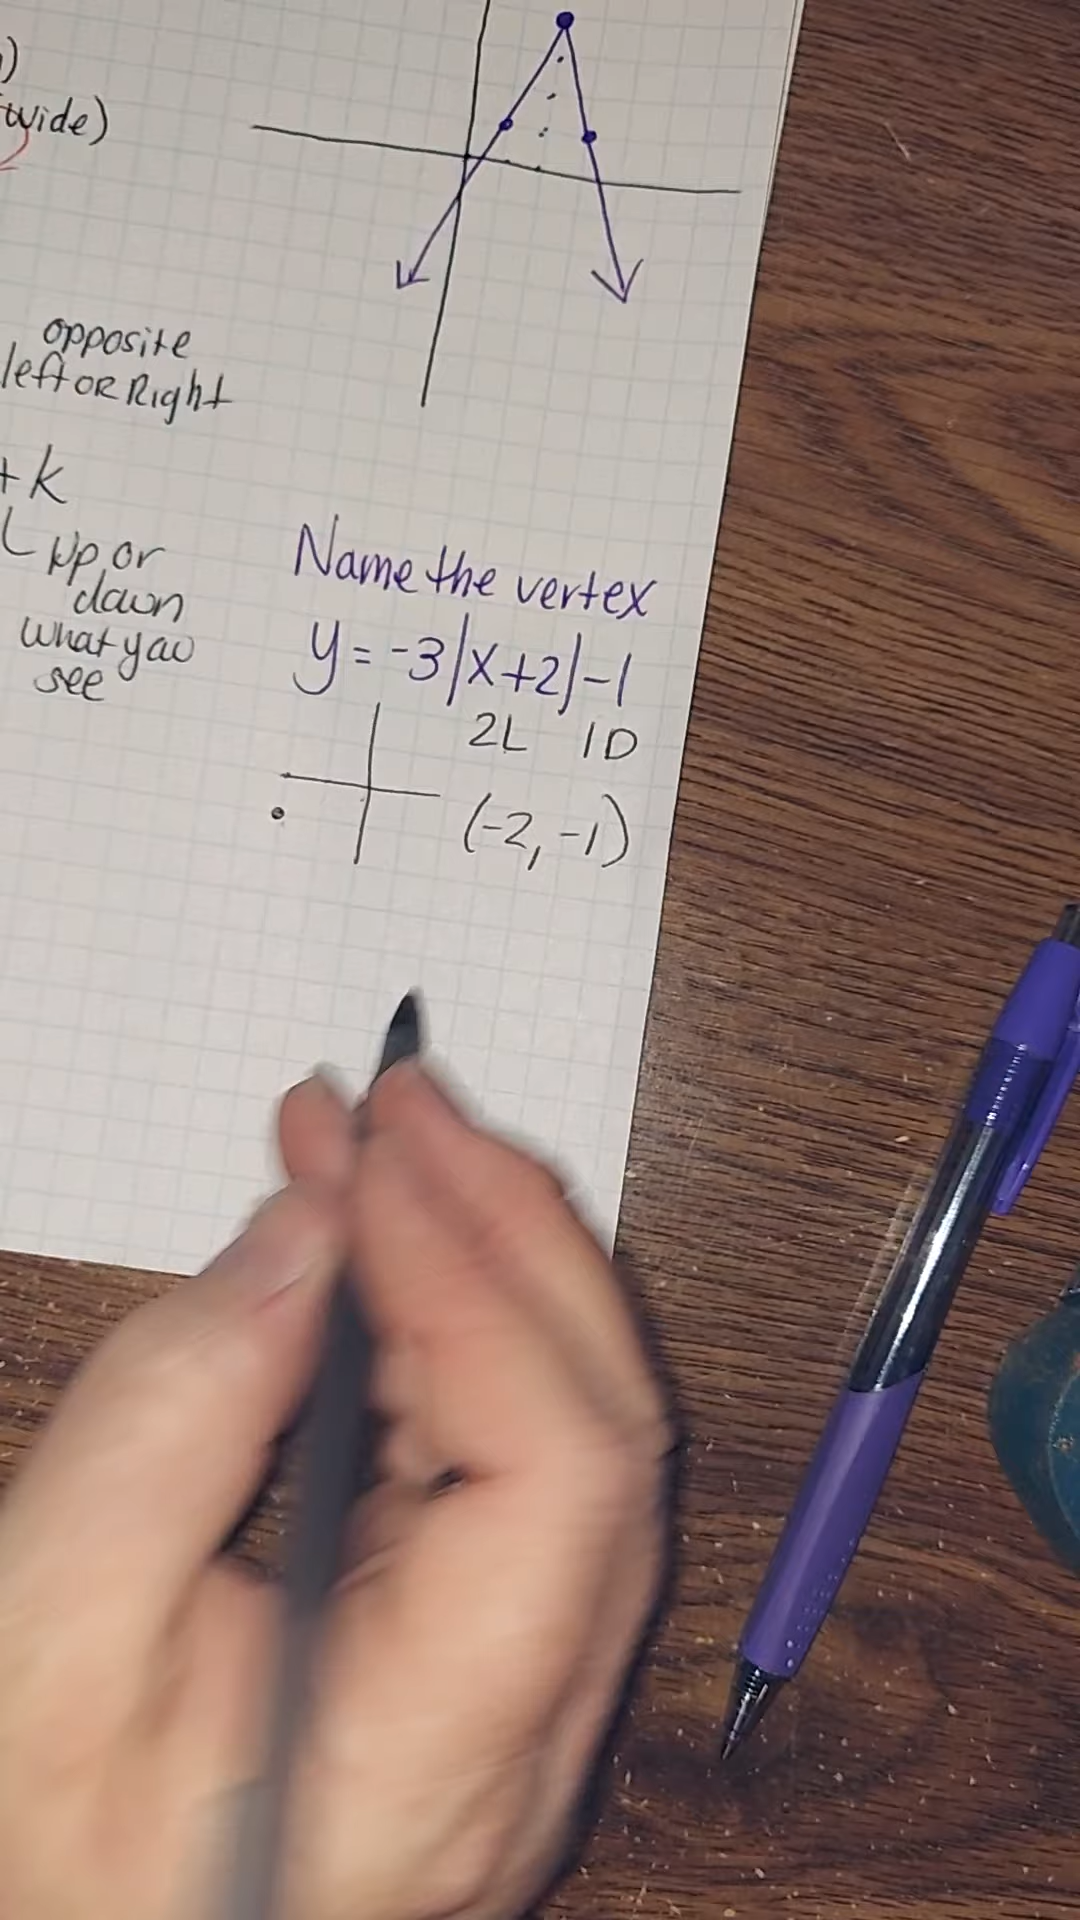 wide)
opposite
left OR Right
+ k
up or
down
what you
see
Name the vertex
y = -3|x+2|-1
2L 1D
(-2, -1)